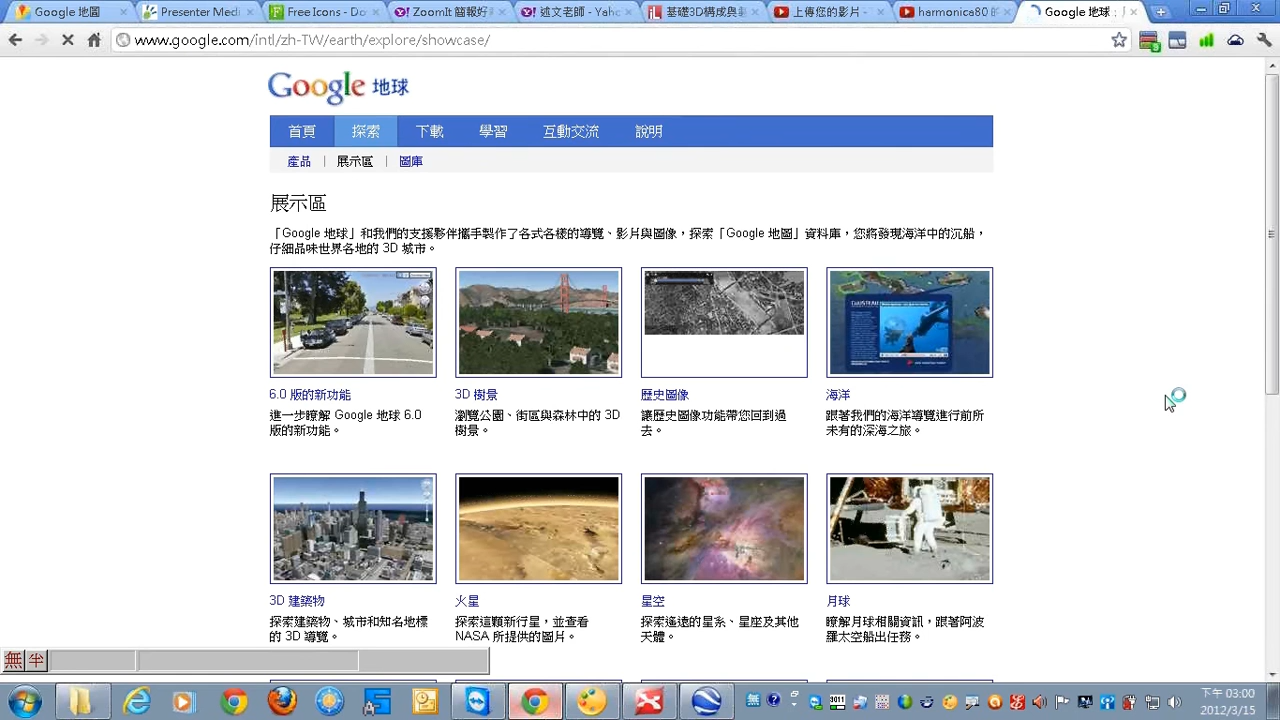 Google 地圖
Presenter Medi
Free Icons - Do
ZoomIt 簡報好
述文老師 - Yaho
基礎3D構成與
上傳您的影片 -
harmonica80 的
Google 地球：
www.google.com/intl/zh-TW/earth/explore/showcase/
Google 地球
首頁 探索 下載 學習 互動交流 說明
產品 | 展示區 | 圖庫
展示區
「Google 地球」和我們的支援夥伴攜手製作了各式各樣的導覽、影片與圖像，探索「Google 地圖」資料庫，您將發現海洋中的沉船，
仔細品味世界各地的 3D 城市。
6.0 版的新功能
進一步瞭解 Google 地球 6.0
版的新功能。
3D 樹景
瀏覽公園、街區與森林中的 3D
樹景。
歷史圖像
讓歷史圖像功能帶您回到過
去。
海洋
跟著我們的海洋導覽進行前所
未有的深海之旅。
3D 建築物
探索建築物、城市和知名地標
的 3D 導覽。
火星
探索這顆新行星，並查看
NASA 所提供的圖片。
星空
探索遙遠的星系、星座及其他
天體。
月球
瞭解月球相關資訊，跟著阿波
羅太空船出任務。
無 半
無
3011
下午 03:00
2012/3/15